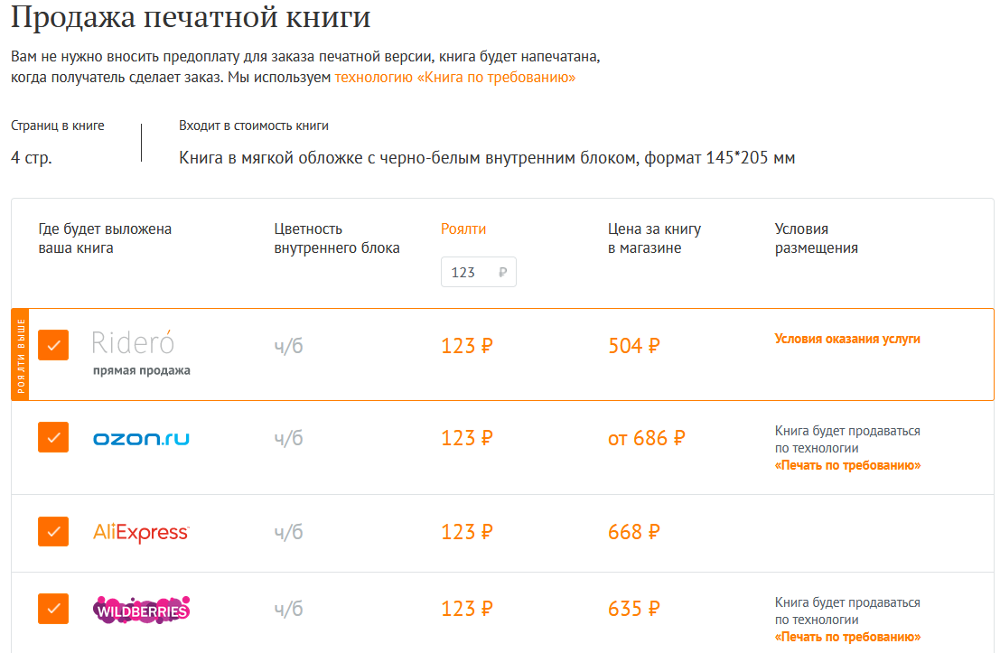 Продажа печатной книги
Вам не нужно вносить предоплату для заказа печатной версии, книга будет напечатана,
когда получатель сделает заказ. Мы используем технологию «Книга по требованию»
Страниц в книге
4 стр.
Входит в стоимость книги
Книга в мягкой обложке с черно-белым внутренним блоком, формат 145*205 мм
Где будет выложена
ваша книга
Цветность
внутреннего блока
Роялти
123 ₽
Цена за книгу
в магазине
Условия
размещения
РОЯЛТИ ВЫШЕ
Rideró
прямая продажа
ч/б
123 ₽
504 ₽
Условия оказания услуги
ozon.ru
ч/б
123 ₽
от 686 ₽
Книга будет продаваться
по технологии
«Печать по требованию»
AliExpress
ч/б
123 ₽
668 ₽
WILDBERRIES
ч/б
123 ₽
635 ₽
Книга будет продаваться
по технологии
«Печать по требованию»